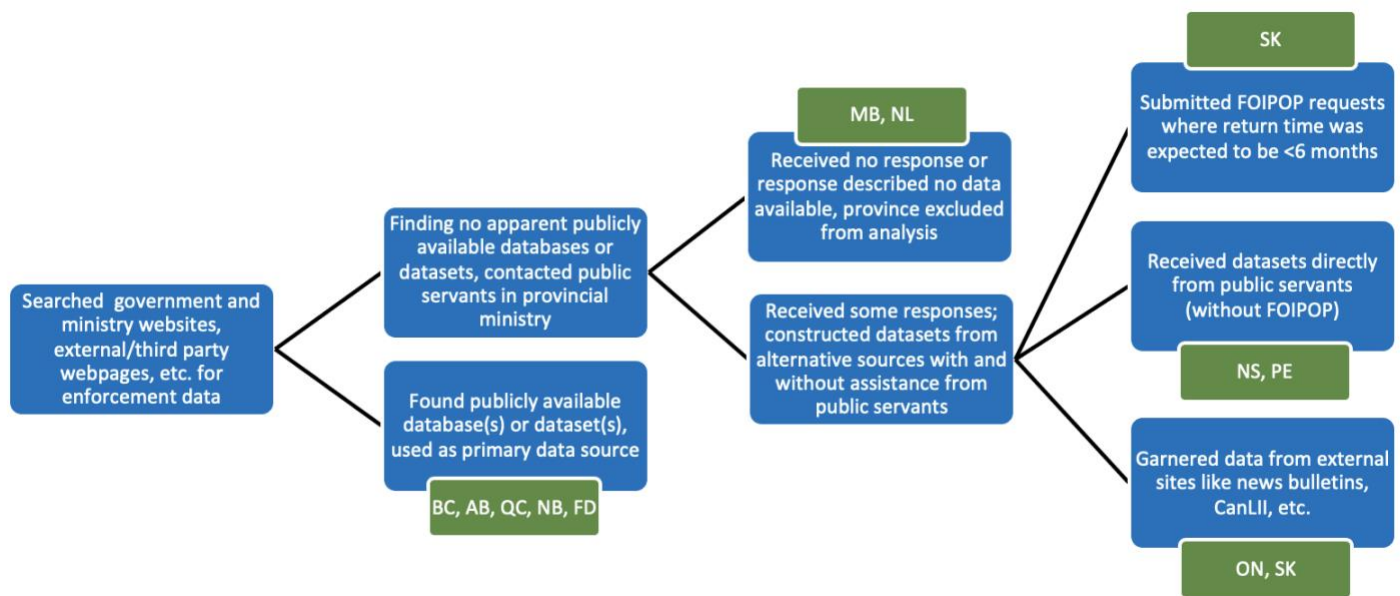 Searched government and
ministry websites,
external/third party
webpages, etc. for
enforcement data
Finding no apparent publicly
available databases or
datasets, contacted public
servants in provincial
ministry
Found publicly available
database(s) or dataset(s),
used as primary data source
BC, AB, QC, NB, FD
MB, NL
Received no response or
response described no data
available, province excluded
from analysis
Received some responses;
constructed datasets from
alternative sources with and
without assistance from
public servants
SK
Submitted FOIPOP requests
where return time was
expected to be <6 months
Received datasets directly
from public servants
(without FOIPOP)
NS, PE
Garnered data from external
sites like news bulletins,
CanLII, etc.
ON, SK